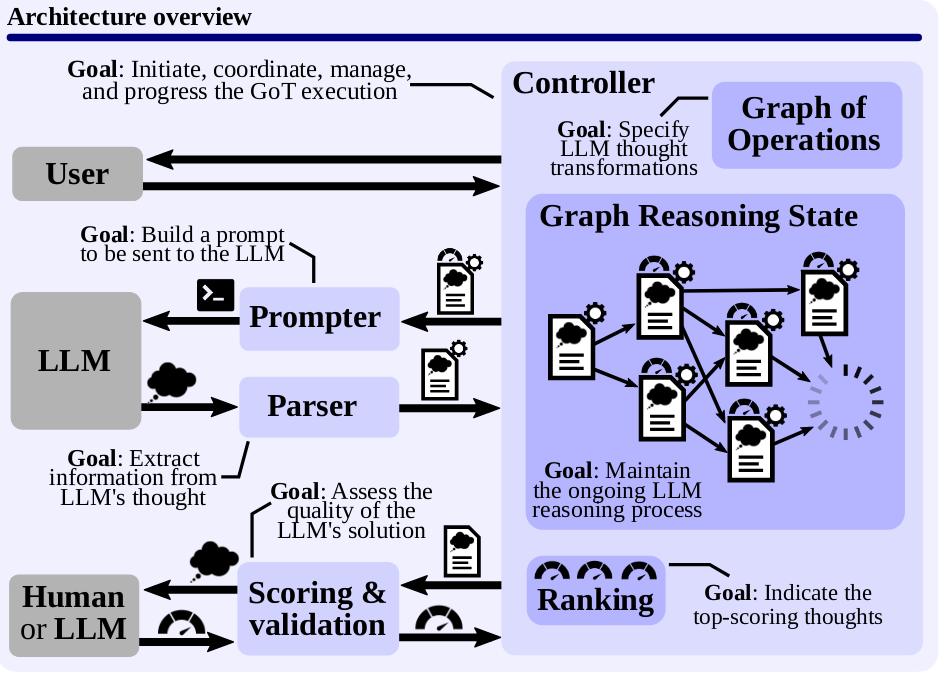 Architecture overview
Goal: Initiate, coordinate, manage,
and progress the GoT execution
Controller
Graph of
Operations
Goal: Specify
LLM thought
transformations
User
Graph Reasoning State
Goal: Build a prompt
to be sent to the LLM
Prompter
LLM
Parser
Goal: Extract
information from
LLM's thought
Goal: Maintain
the ongoing LLM
reasoning process
Goal: Assess the
quality of the
LLM's solution
Human
or LLM
Scoring &
validation
Ranking
Goal: Indicate the
top-scoring thoughts